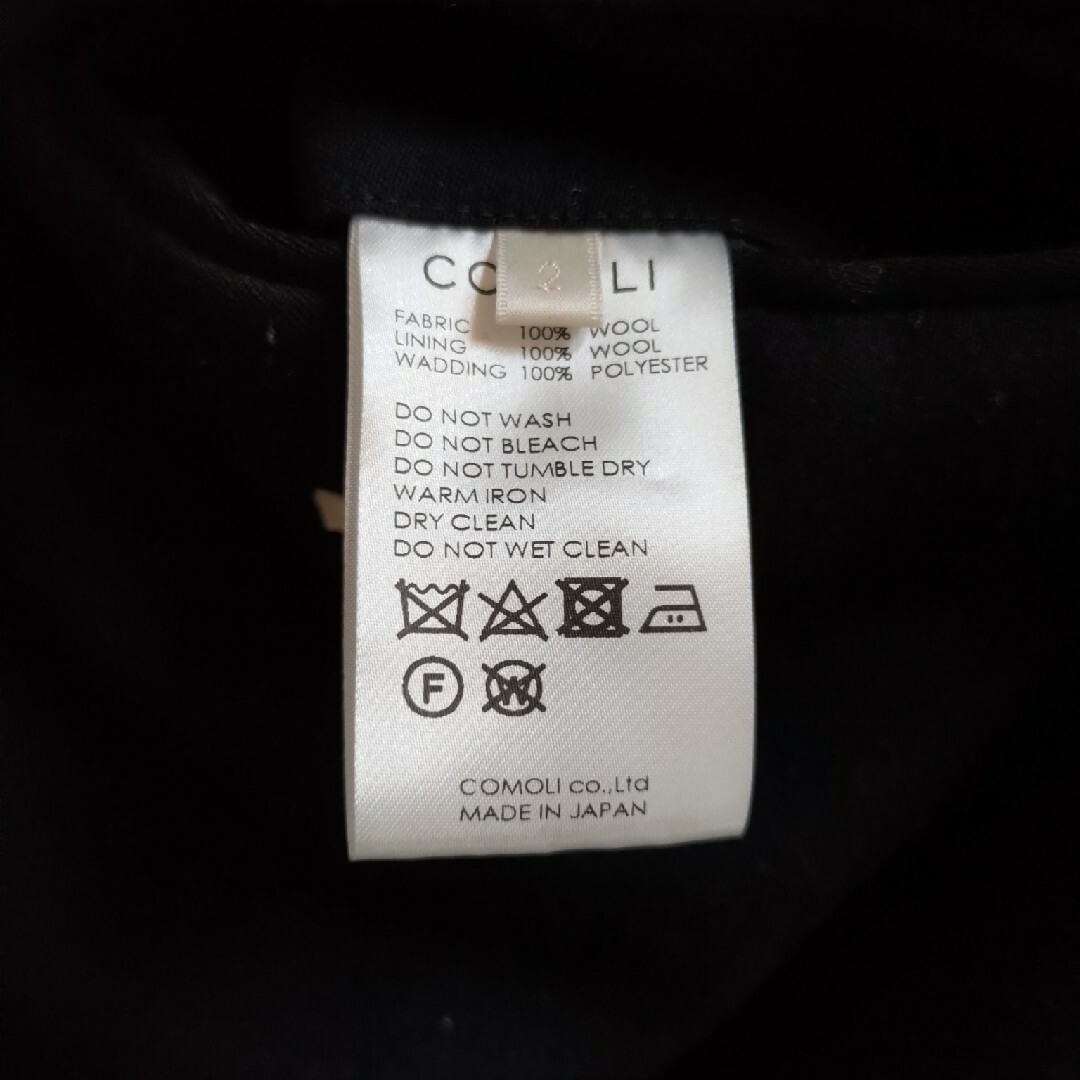 2
CO LI
FABRIC 100% WOOL
LINING 100% WOOL
WADDING 100% POLYESTER
DO NOT WASH
DO NOT BLEACH
DO NOT TUMBLE DRY
WARM IRON
DRY CLEAN
DO NOT WET CLEAN
F W
COMOLI co.,Ltd
MADE IN JAPAN